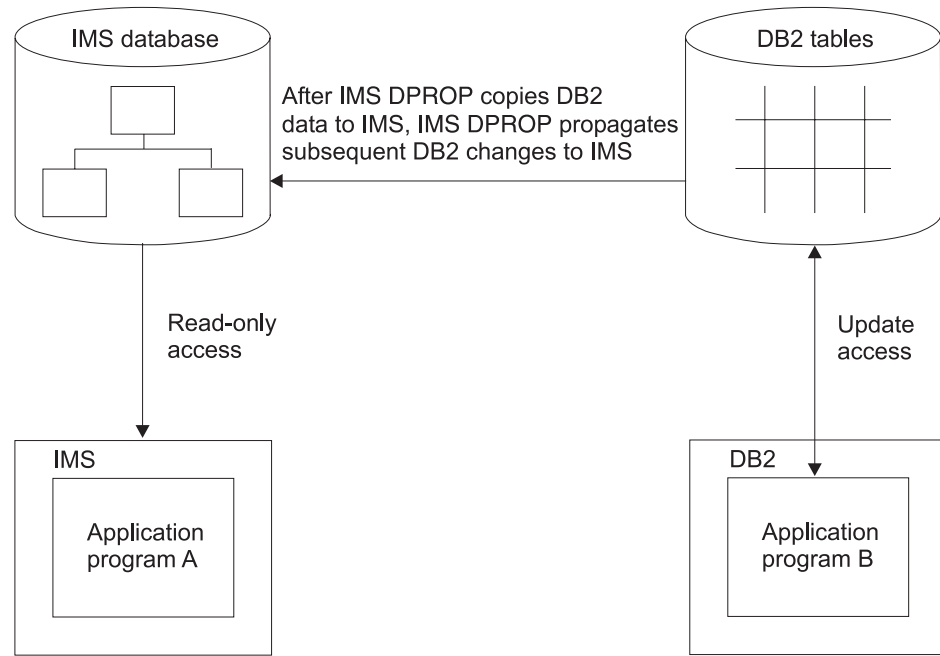 IMS database
DB2 tables
After IMS DPROP copies DB2
data to IMS, IMS DPROP propagates
subsequent DB2 changes to IMS
Read-only
access
Update
access
IMS
Application
program A
DB2
Application
program B